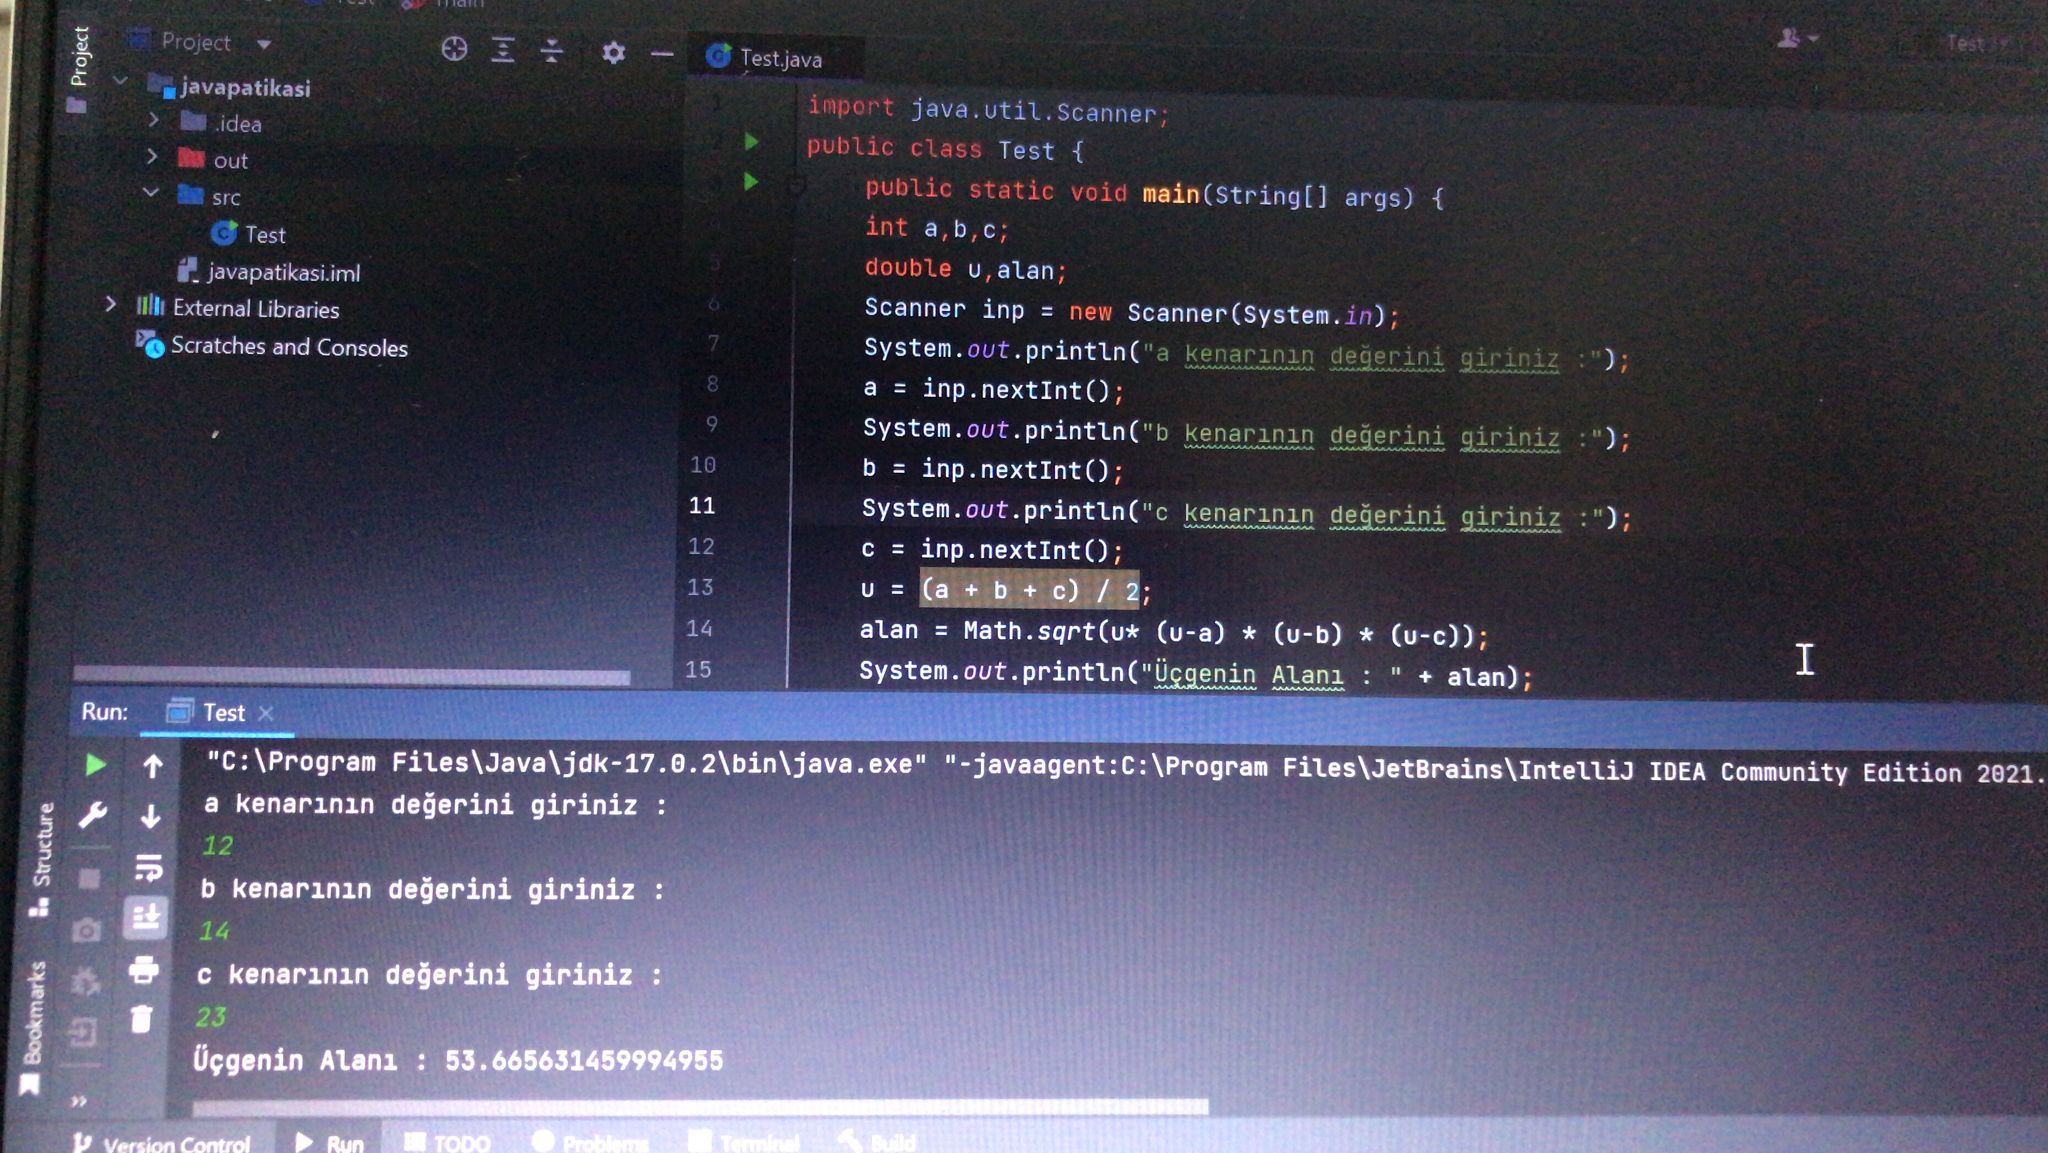 main
Project
Project
Test.java
Test
javapatikasi
.idea
out
src
Test
javapatikasi.iml
External Libraries
Scratches and Consoles
import java.util.Scanner;
public class Test {
public static void main(String[] args) {
int a,b,c;
5 double u,alan;
6 Scanner inp = new Scanner(System.in);
7 System.out.println("a kenarının değerini giriniz :");
8 a = inp.nextInt();
9 System.out.println("b kenarının değerini giriniz :");
10 b = inp.nextInt();
11 System.out.println("c kenarının değerini giriniz :");
12 c = inp.nextInt();
13 u = (a + b + c) / 2;
14 alan = Math.sqrt(u* (u-a) * (u-b) * (u-c));
15 System.out.println("Üçgenin Alanı : " + alan);
Run: Test
"C:\Program Files\Java\jdk-17.0.2\bin\java.exe" "-javaagent:C:\Program Files\JetBrains\IntelliJ IDEA Community Edition 2021.
a kenarının değerini giriniz :
12
b kenarının değerini giriniz :
14
c kenarının değerini giriniz :
23
Üçgenin Alanı : 53.665631459994955
Structure
Bookmarks
Version Control Run TODO Problems Terminal Build